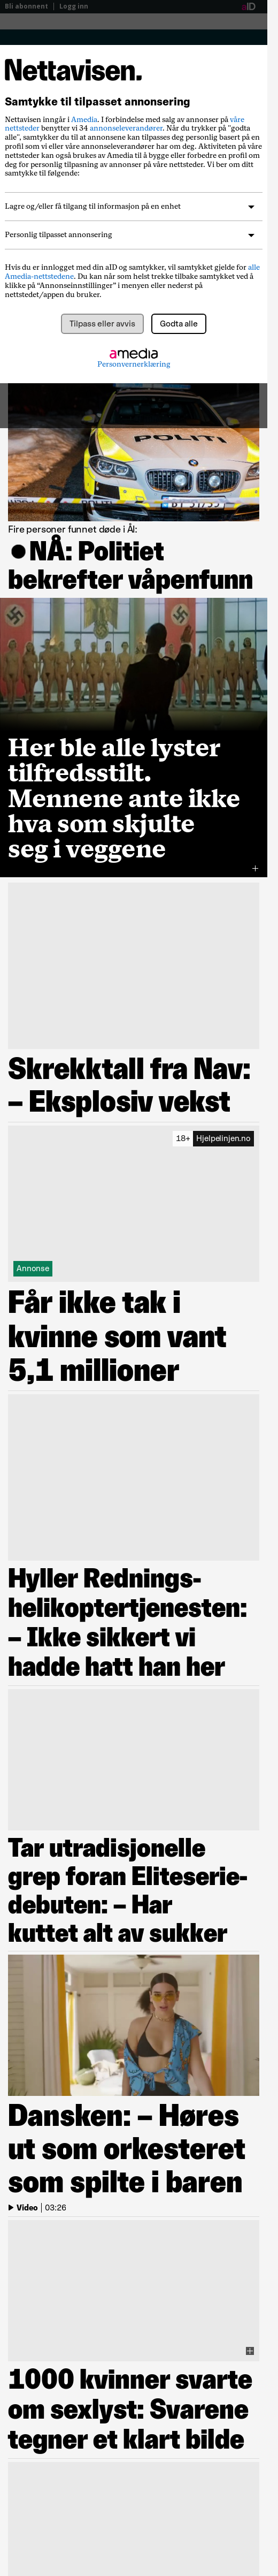 Bli abonnent | Logg inn aID
Nettavisen.
Samtykke til tilpasset annonsering
Nettavisen inngår i Amedia. I forbindelse med salg av annonser på våre
nettsteder benytter vi 34 annonseleverandører. Når du trykker på "godta
alle", samtykker du til at annonsene kan tilpasses deg personlig baset på en
profil som vi eller våre annonseleverandører har om deg. Aktiviteten på våre
nettsteder kan også brukes av Amedia til å bygge eller forbedre en profil om
deg for personlig tilpasning av annonser på våre nettsteder. Vi ber om ditt
samtykke til følgende:
Lagre og/eller få tilgang til informasjon på en enhet
Personlig tilpasset annonsering
Hvis du er innlogget med din aID og samtykker, vil samtykket gjelde for alle
Amedia-nettstedene. Du kan når som helst trekke tilbake samtykket ved å
klikke på “Annonseinnstillinger” i menyen eller nederst på
nettstedet/appen du bruker.
Tilpass eller avvis Godta alle
amedia
Personvernerklæring
POLITI
Fire personer funnet døde i Ål:
●NÅ: Politiet
bekrefter våpenfunn
Her ble alle lyster
tilfredsstilt.
Mennene ante ikke
hva som skjulte
seg i veggene
Skrekktall fra Nav:
– Eksplosiv vekst
18+ Hjelpelinjen.no
Annonse
Får ikke tak i
kvinne som vant
5,1 millioner
Hyller Rednings-
helikoptertjenesten:
– Ikke sikkert vi
hadde hatt han her
Tar utradisjonelle
grep foran Eliteserie-
debuten: – Har
kuttet alt av sukker
Dansken: – Høres
ut som orkesteret
som spilte i baren
Video | 03:26
1000 kvinner svarte
om sexlyst: Svarene
tegner et klart bilde